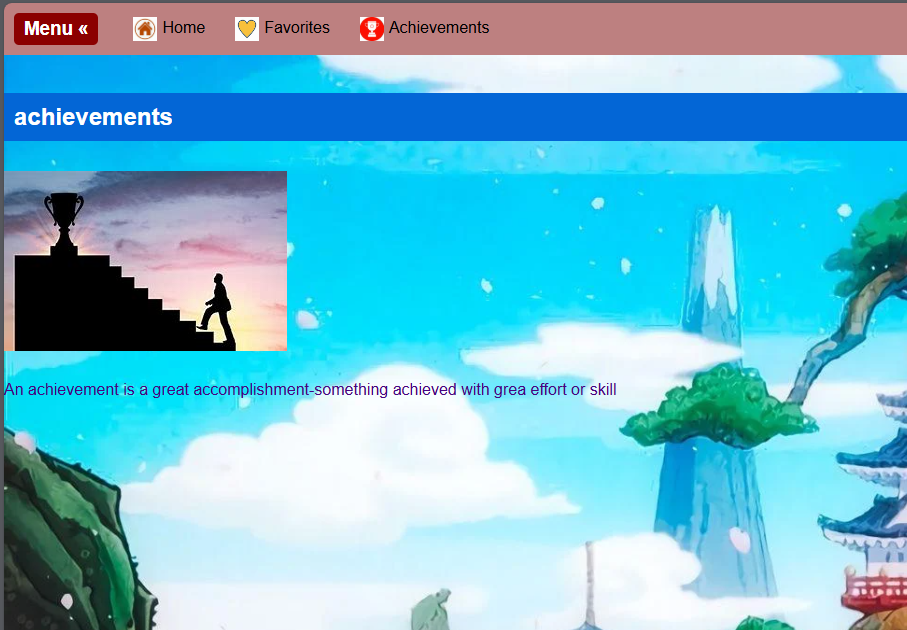 Menu « Home Favorites Achievements
achievements
An achievement is a great accomplishment-something achieved with grea effort or skill